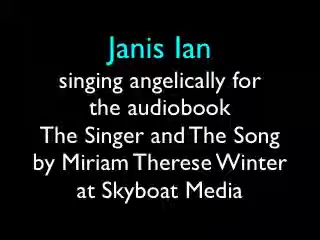 Janis Ian
singing angelically for
the audiobook
The Singer and The Song
by Miriam Therese Winter
at Skyboat Media